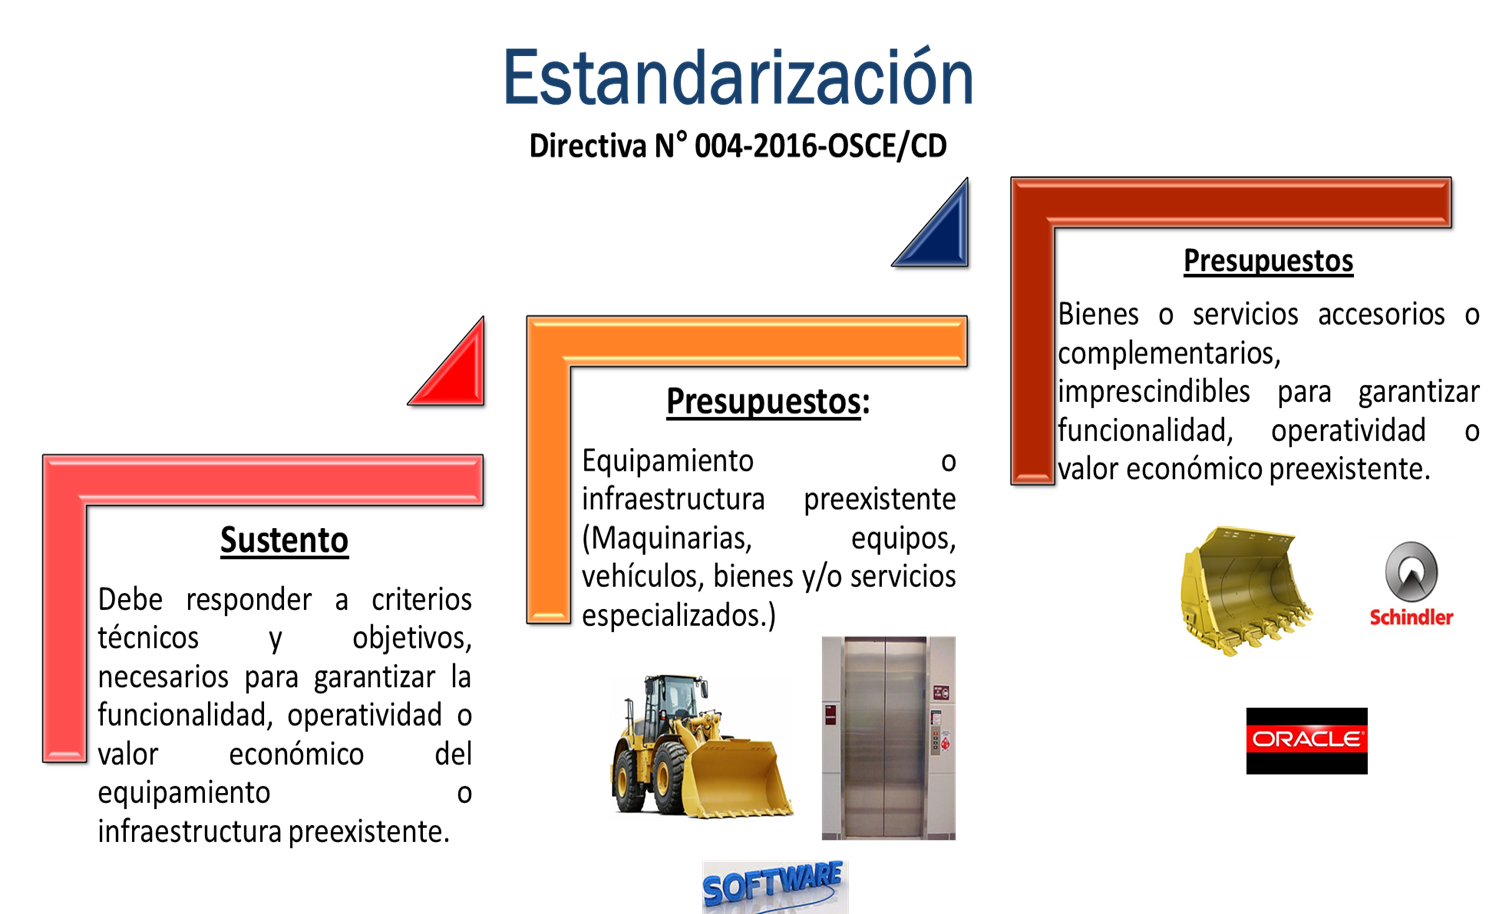 Estandarización
Directiva N° 004-2016-OSCE/CD
Sustento
Debe responder a criterios
técnicos y objetivos,
necesarios para garantizar la
funcionalidad, operatividad o
valor económico del
equipamiento o
infraestructura preexistente.
Presupuestos:
Equipamiento o
infraestructura preexistente
(Maquinarias, equipos,
vehículos, bienes y/o servicios
especializados.)
SOFTWARE
Presupuestos
Bienes o servicios accesorios o
complementarios,
imprescindibles para garantizar
funcionalidad, operatividad o
valor económico preexistente.
Schindler
ORACLE